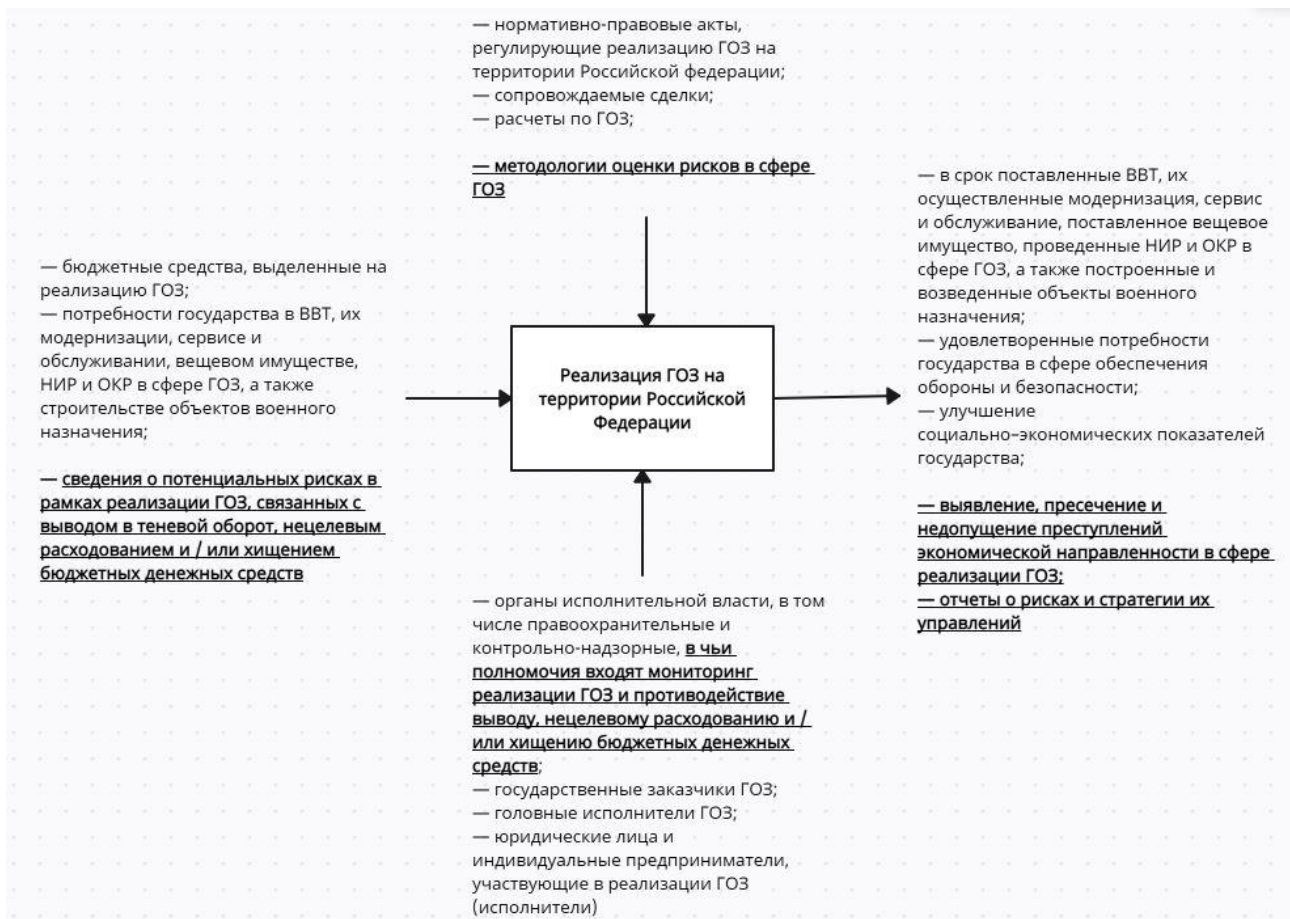 — нормативно-правовые акты,
регулирующие реализацию ГОЗ на
территории Российской федерации;
— сопровождаемые сделки;
— расчеты по ГОЗ;
— методологии оценки рисков в сфере
ГОЗ
— бюджетные средства, выделенные на
реализацию ГОЗ;
— потребности государства в ВВТ, их
модернизации, сервисе и
обслуживании, вещевом имуществе,
НИР и ОКР в сфере ГОЗ, а также
строительстве объектов военного
назначения;
— сведения о потенциальных рисках в
рамках реализации ГОЗ, связанных с
выводом в теневой оборот, нецелевым
расходованием и / или хищением
бюджетных денежных средств
Реализация ГОЗ на
территории Российской
Федерации
— в срок поставленные ВВТ, их
осуществленные модернизация, сервис
и обслуживание, поставленное вещевое
имущество, проведенные НИР и ОКР в
сфере ГОЗ, а также построенные и
возведенные объекты военного
назначения;
— удовлетворенные потребности
государства в сфере обеспечения
обороны и безопасности;
— улучшение
социально-экономических показателей
государства;
— выявление, пресечение и
недопущение преступлений
экономической направленности в сфере
реализации ГОЗ;
— отчеты о рисках и стратегии их
управлений
— органы исполнительной власти, в том
числе правоохранительные и
контрольно-надзорные, в чьи
полномочия входят мониторинг
реализации ГОЗ и противодействие
выводу, нецелевому расходованию и /
или хищению бюджетных денежных
средств;
— государственные заказчики ГОЗ;
— головные исполнители ГОЗ;
— юридические лица и
индивидуальные предприниматели,
участвующие в реализации ГОЗ
(исполнители)